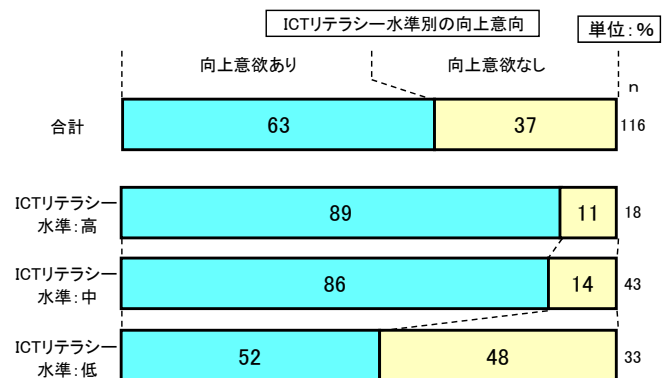 ICTリテラシー水準別の向上意向
単位：％
向上意欲あり
向上意欲なし
n
合計
63
37
116
ICTリテラシー
水準：高
89
11
18
ICTリテラシー
水準：中
86
14
43
ICTリテラシー
水準：低
52
48
33